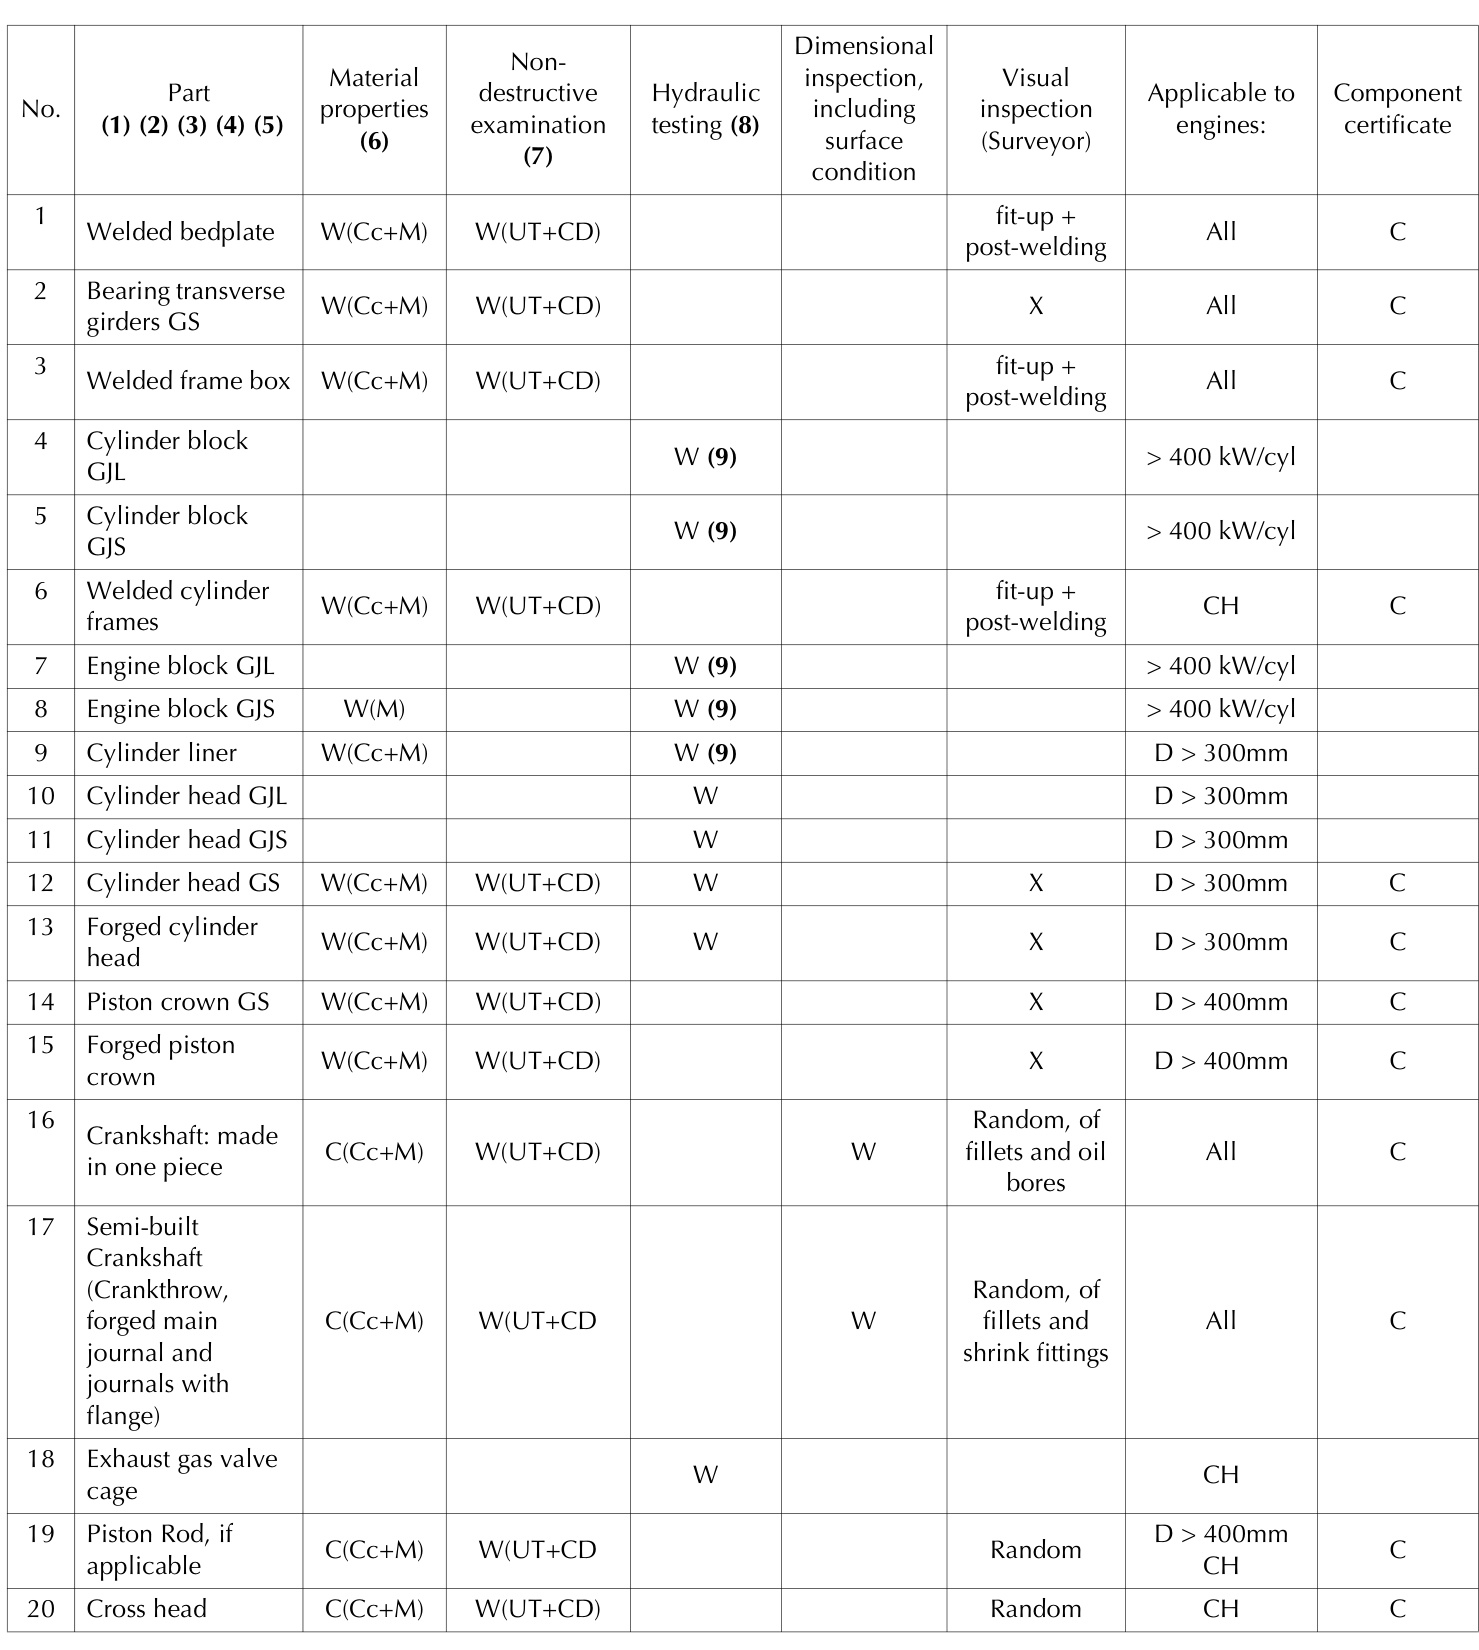 No.
Part
(1) (2) (3) (4) (5)
Material
properties
(6)
Non-
destructive
examination
(7)
Hydraulic
testing (8)
Dimensional
inspection,
including
surface
condition
Visual
inspection
(Surveyor)
Applicable to
engines:
Component
certificate
1
Welded bedplate
W(Cc+M)
W(UT+CD)
fit-up +
post-welding
All
C
2
Bearing transverse
girders GS
W(Cc+M)
W(UT+CD)
X
All
C
3
Welded frame box
W(Cc+M)
W(UT+CD)
fit-up +
post-welding
All
C
4
Cylinder block
GJL
W (9)
> 400 kW/cyl
5
Cylinder block
GJS
W (9)
> 400 kW/cyl
6
Welded cylinder
frames
W(Cc+M)
W(UT+CD)
fit-up +
post-welding
CH
C
7
Engine block GJL
W (9)
> 400 kW/cyl
8
Engine block GJS
W(M)
W (9)
> 400 kW/cyl
9
Cylinder liner
W(Cc+M)
W (9)
D > 300mm
10
Cylinder head GJL
W
D > 300mm
11
Cylinder head GJS
W
D > 300mm
12
Cylinder head GS
W(Cc+M)
W(UT+CD)
W
X
D > 300mm
C
13
Forged cylinder
head
W(Cc+M)
W(UT+CD)
W
X
D > 300mm
C
14
Piston crown GS
W(Cc+M)
W(UT+CD)
X
D > 400mm
C
15
Forged piston
crown
W(Cc+M)
W(UT+CD)
X
D > 400mm
C
16
Crankshaft: made
in one piece
C(Cc+M)
W(UT+CD)
W
Random, of
fillets and oil
bores
All
C
17
Semi-built
Crankshaft
(Crankthrow,
forged main
journal and
journals with
flange)
C(Cc+M)
W(UT+CD
W
Random, of
fillets and
shrink fittings
All
C
18
Exhaust gas valve
cage
W
CH
19
Piston Rod, if
applicable
C(Cc+M)
W(UT+CD
Random
D > 400mm
CH
C
20
Cross head
C(Cc+M)
W(UT+CD)
Random
CH
C